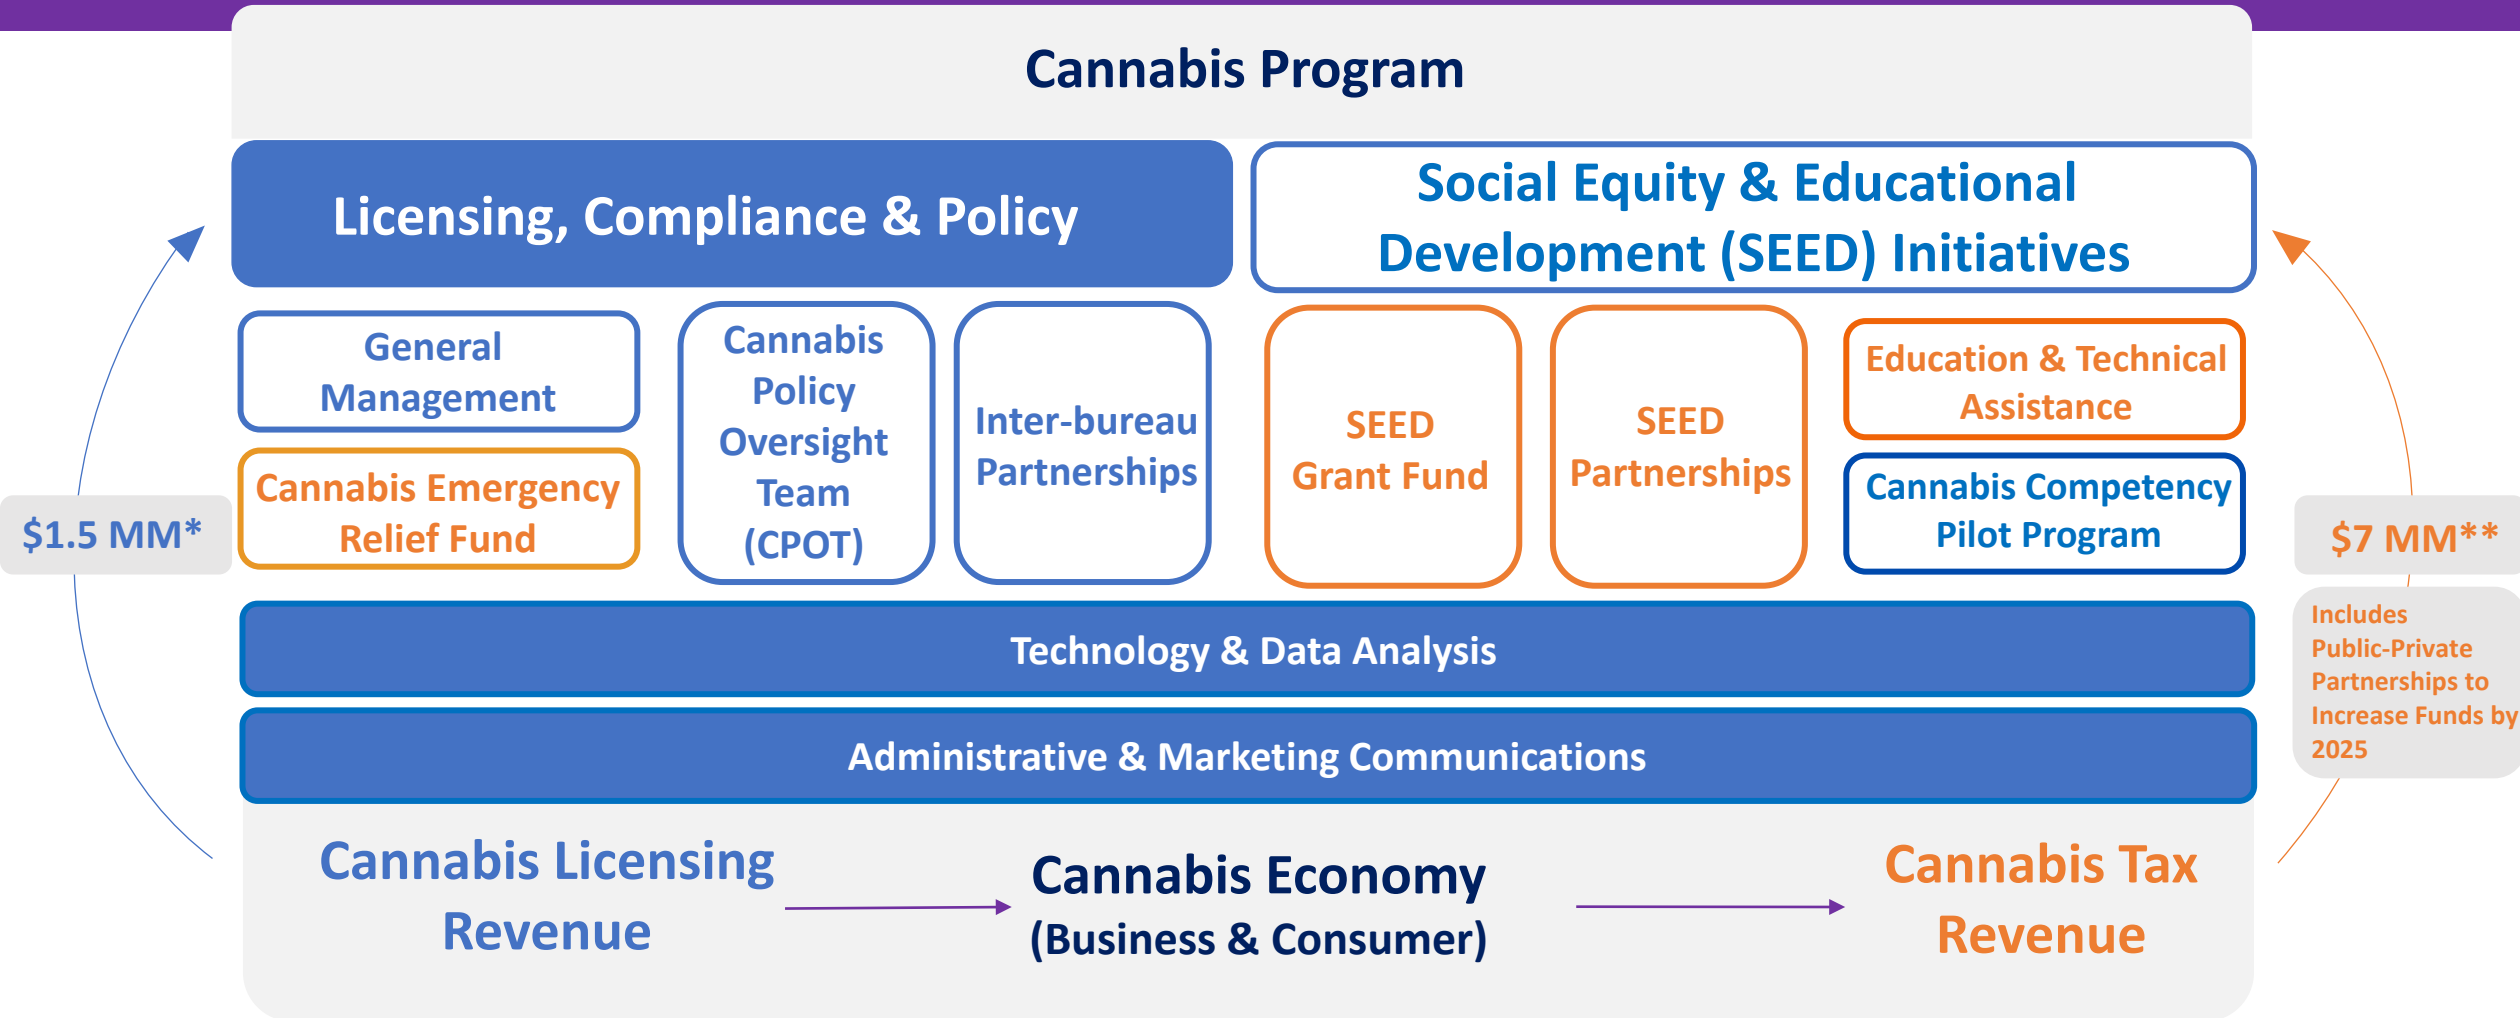 Cannabis Program
Licensing, Compliance & Policy
Social Equity & Educational
Development (SEED) Initiatives
General
Management
Cannabis Emergency
Relief Fund
Cannabis
Policy
Oversight
Team
(CPOT)
Inter-bureau
Partnerships
SEED
Grant Fund
SEED
Partnerships
Education & Technical
Assistance
Cannabis Competency
Pilot Program
$1.5 MM*
$7 MM**
Includes
Public-Private
Partnerships to
Increase Funds by
2025
Technology & Data Analysis
Administrative & Marketing Communications
Cannabis Licensing
Revenue
Cannabis Economy
(Business & Consumer)
Cannabis Tax
Revenue